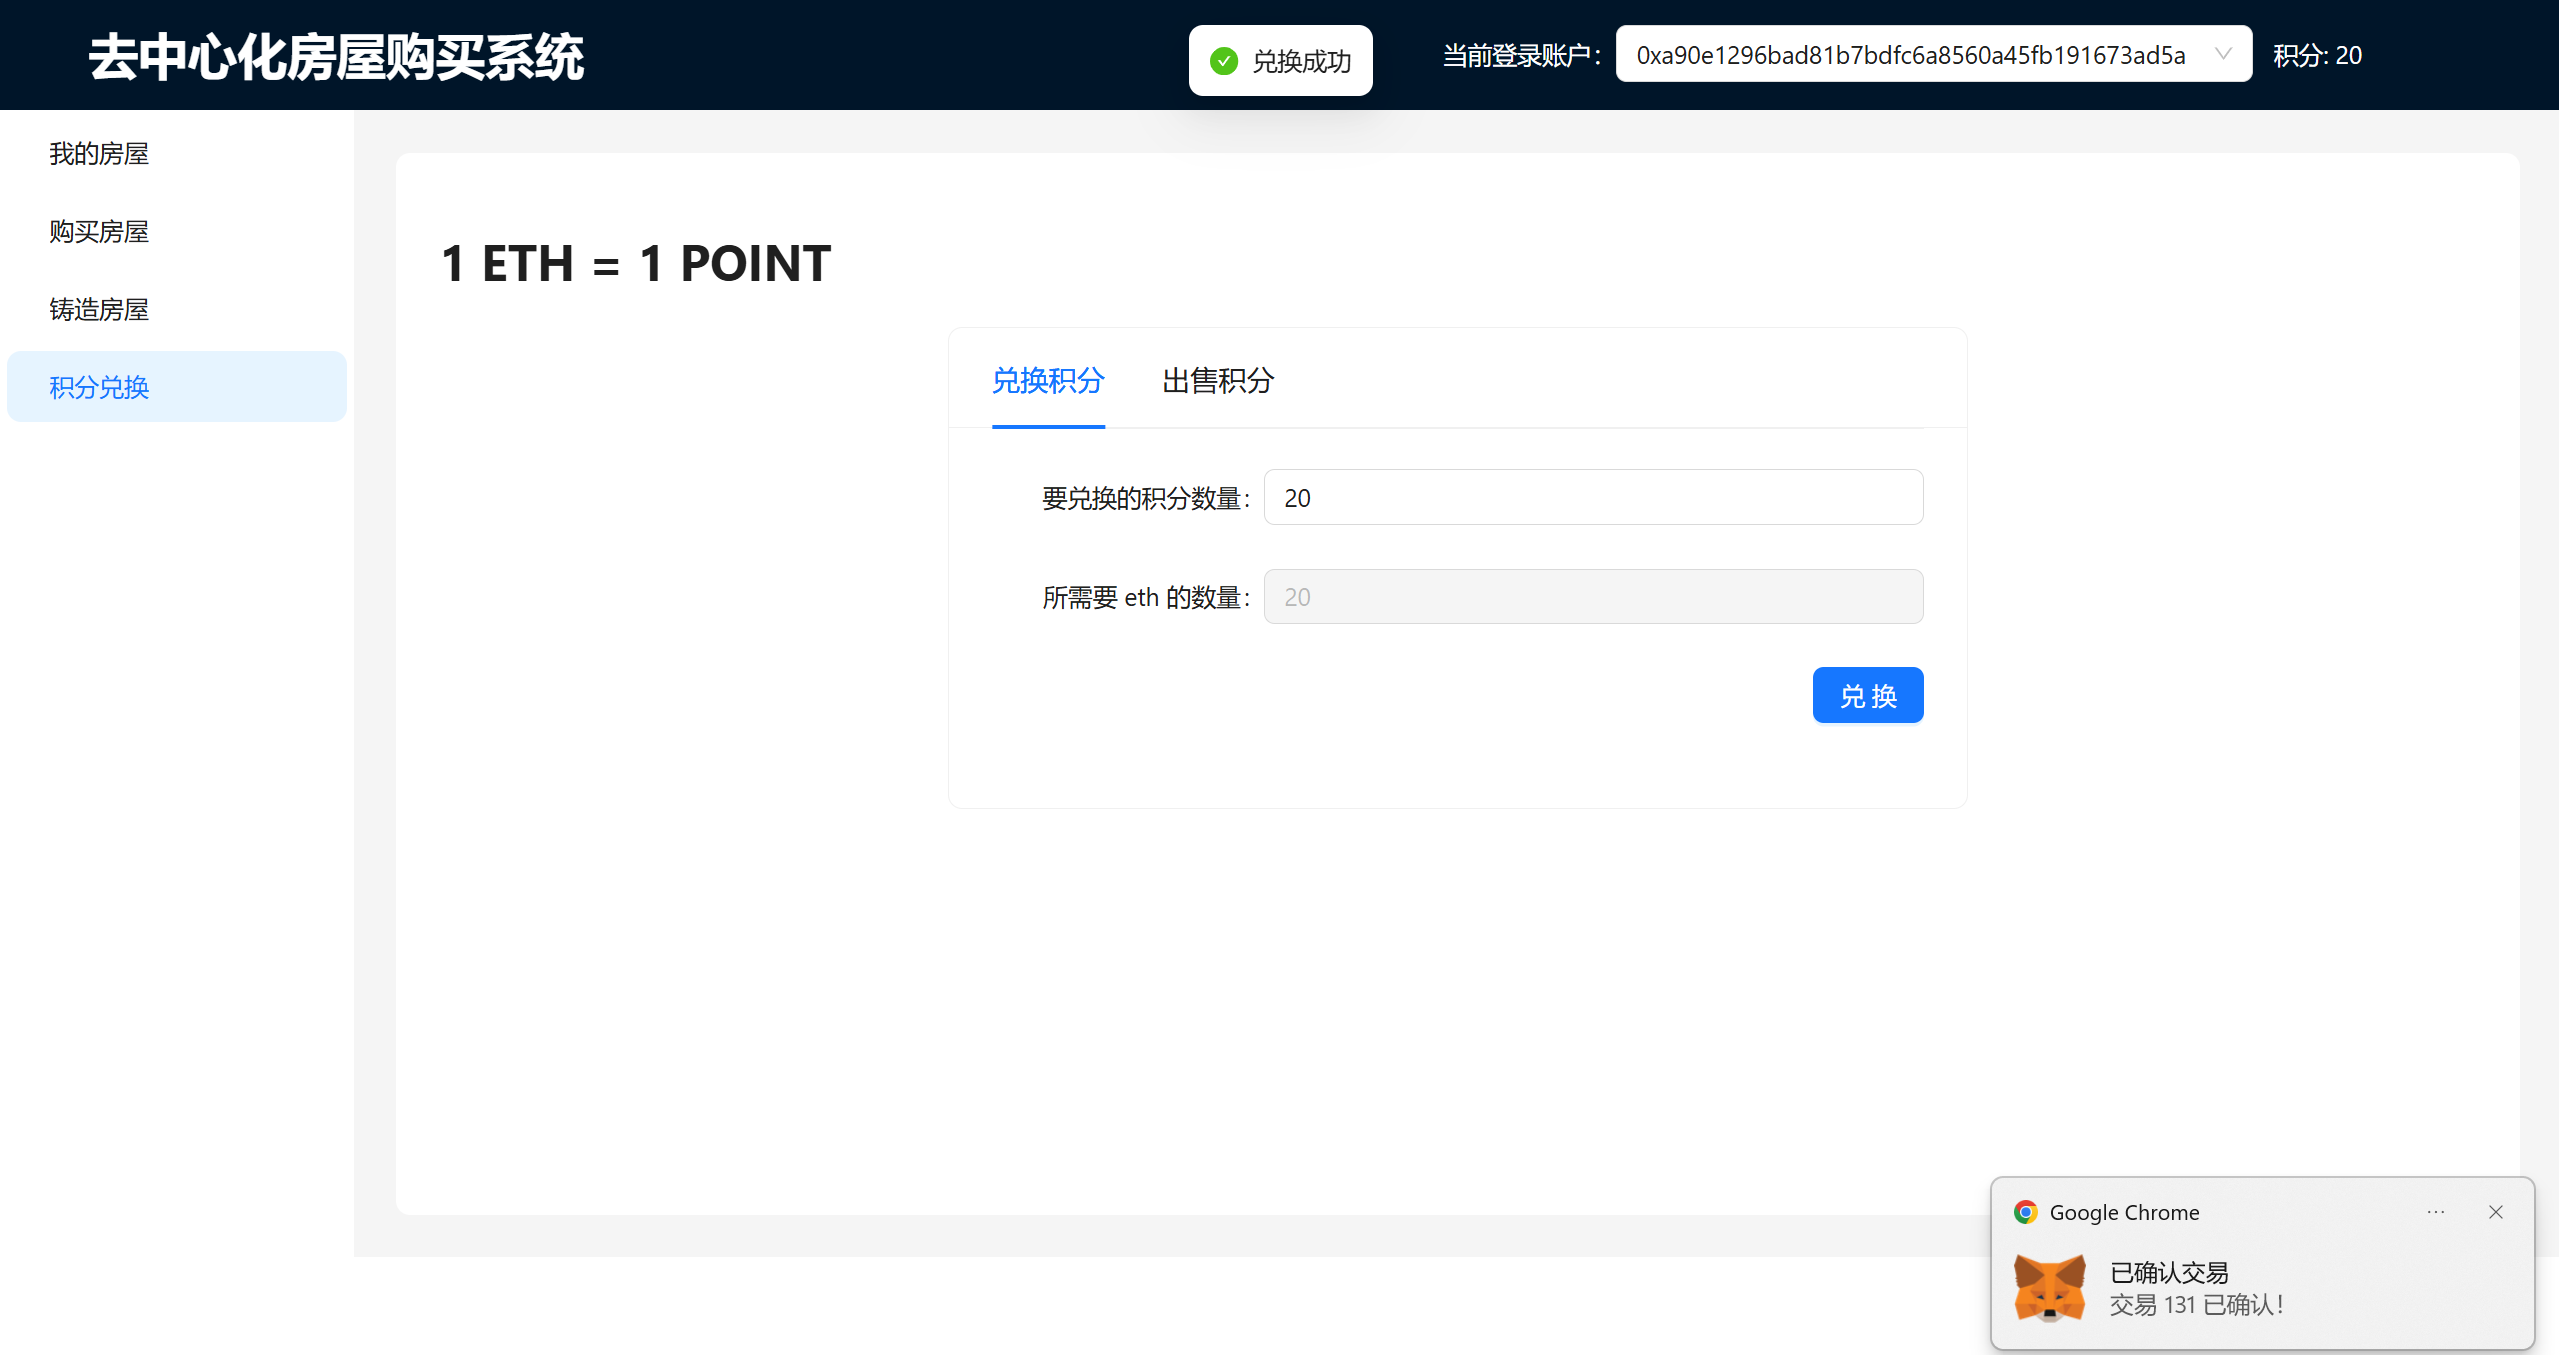 去中心化房屋购买系统
兑换成功
当前登录账户：
0xa90e1296bad81b7bdfc6a8560a45fb191673ad5a
积分: 20
我的房屋
购买房屋
铸造房屋
积分兑换
1 ETH = 1 POINT
兑换积分
出售积分
要兑换的积分数量：
20
所需要 eth 的数量：
20
兑 换
Google Chrome
已确认交易
交易 131 已确认！